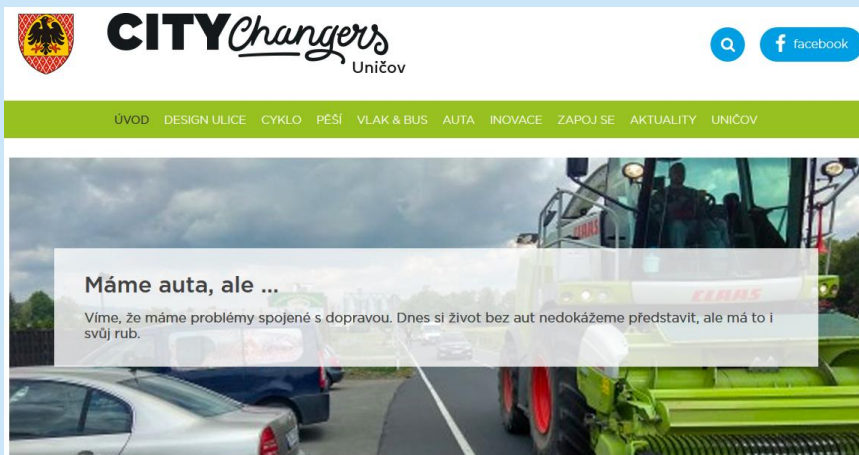 CITYChangers
Uničov
facebook
ÚVOD DESIGN ULICE CYKLO PĚŠÍ VLAK & BUS AUTA INOVACE ZAPOJ SE AKTUALITY UNIČOV
CLAAS
CLAAS
Máme auta, ale ...
Víme, že máme problémy spojené s dopravou. Dnes si život bez aut nedokážeme představit, ale má to i
svůj rub.